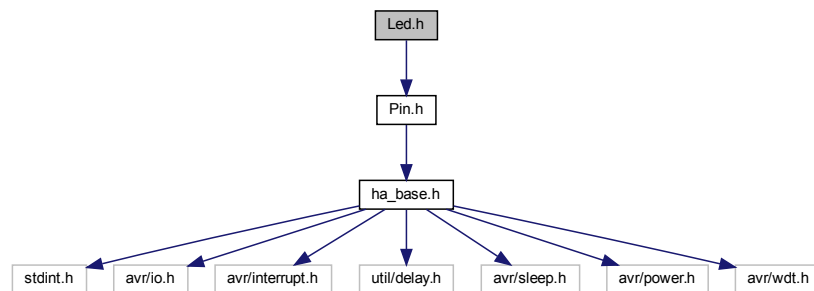 Led.h
Pin.h
ha_base.h
stdint.h
avr/io.h
avr/interrupt.h
util/delay.h
avr/sleep.h
avr/power.h
avr/wdt.h